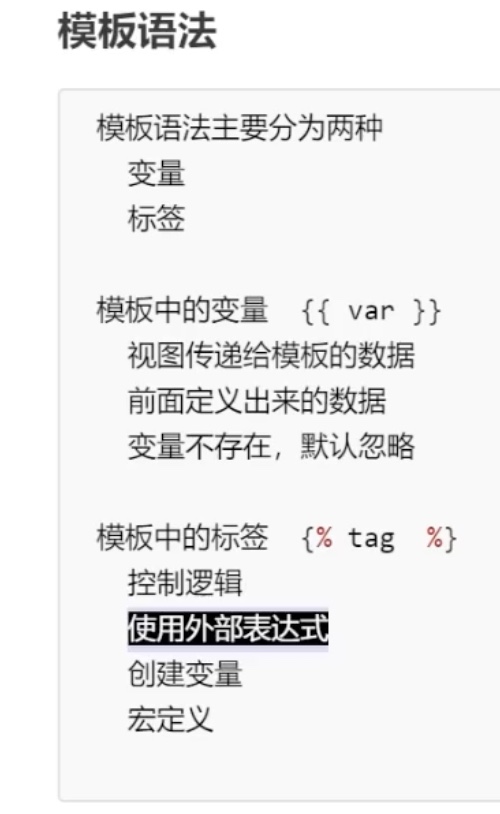 模板语法
模板语法主要分为两种
变量
标签
模板中的变量 {{ var }}
视图传递给模板的数据
前面定义出来的数据
变量不存在，默认忽略
模板中的标签 {% tag %}
控制逻辑
使用外部表达式
创建变量
宏定义